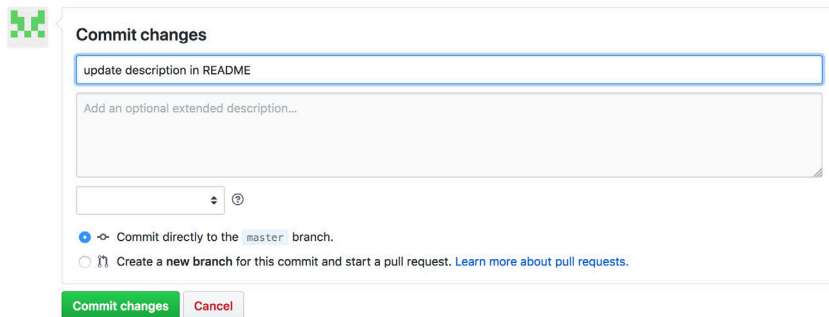 Commit changes
update description in README
Add an optional extended description...
Commit directly to the master branch.
Create a new branch for this commit and start a pull request. Learn more about pull requests.
Commit changes
Cancel